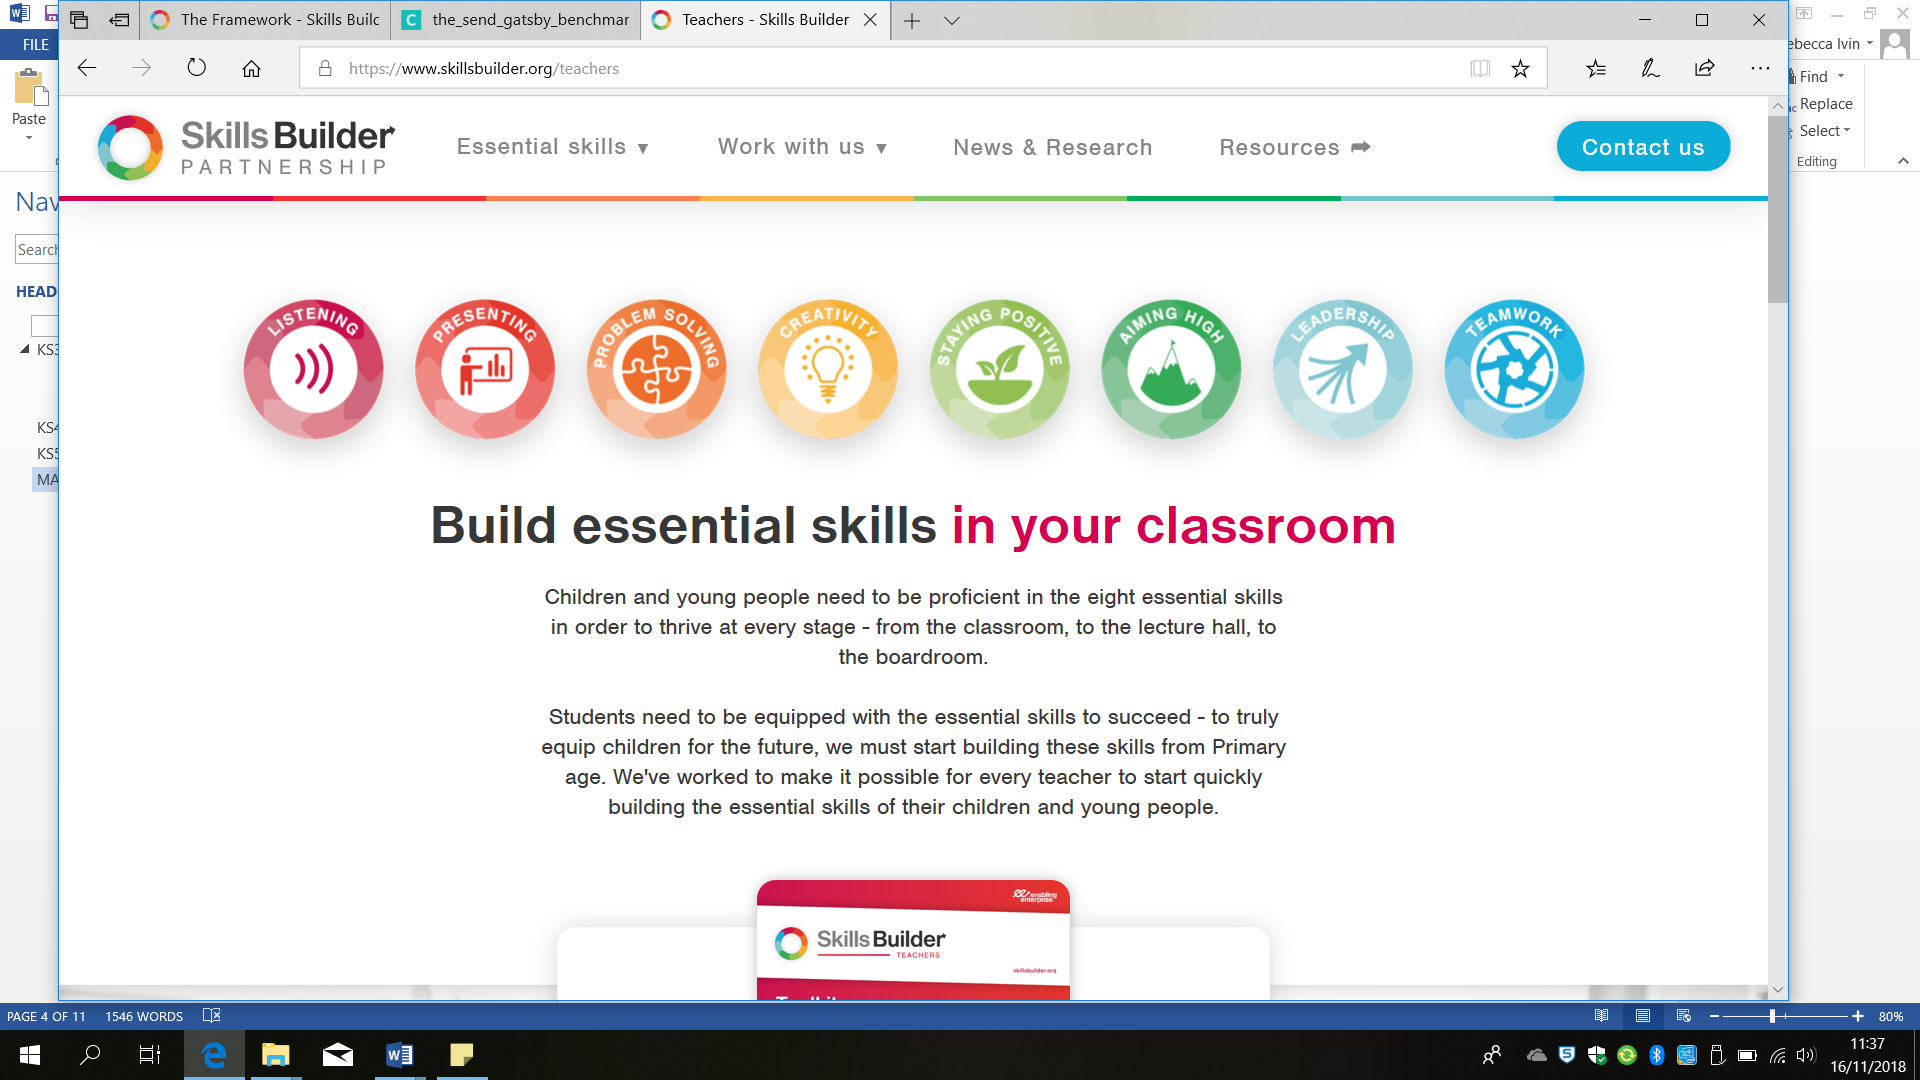 The Framework - Skills Builc
the_send_gatsby_benchmar
Teachers - Skills Builder
FILE
ebecca Ivin
https://www.skillsbuilder.org/teachers
Find
Paste
Replace
Select
Editing
Skills Builder
PARTNERSHIP
Essential skills ▼
Work with us ▼
News & Research
Resources
Contact us
Nav
Search
HEAD
KS3
KS4
KS5
MA
LISTENING
PRESENTING
PROBLEM SOLVING
CREATIVITY
STAYING POSITIVE
AIMING HIGH
LEADERSHIP
TEAMWORK
Build essential skills in your classroom
Children and young people need to be proficient in the eight essential skills
in order to thrive at every stage - from the classroom, to the lecture hall, to
the boardroom.
Students need to be equipped with the essential skills to succeed - to truly
equip children for the future, we must start building these skills from Primary
age. We've worked to make it possible for every teacher to start quickly
building the essential skills of their children and young people.
enabling
enterprise
Skills Builder
TEACHERS
skillsbuilder.org
PAGE 4 OF 11
1546 WORDS
80%
11:37
16/11/2018